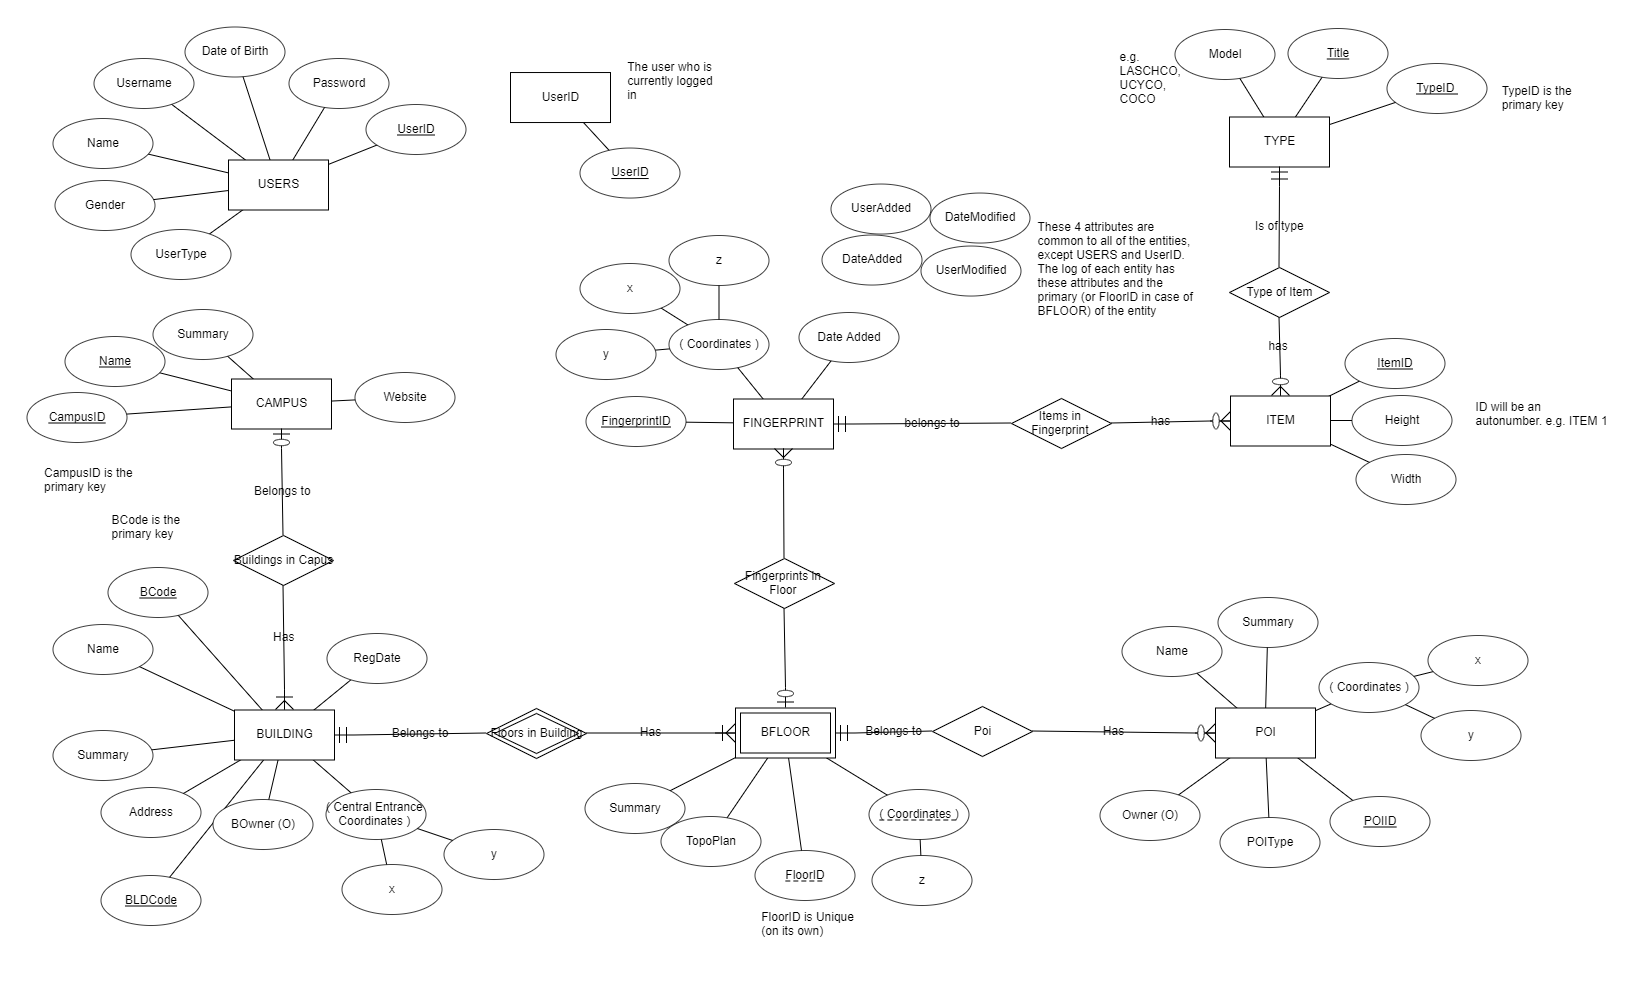 Date of Birth
Username
Password
Name
UserID
Gender
USERS
UserType
UserID
The user who is
currently logged
in
UserID
e.g.
LASCHCO,
UCYCO,
COCO
Model
Title
TypeID
TypeID is the
primary key
TYPE
Is of type
Type of Item
has
UserAdded
DateModified
DateAdded
UserModified
These 4 attributes are
common to all of the entities,
except USERS and UserID.
The log of each entity has
these attributes and the
primary (or FloorID in case of
BFLOOR) of the entity
z
x
y
( Coordinates )
Date Added
FingerprintID
FINGERPRINT
belongs to
Items in
Fingerprint
has
ITEM
ItemID
Height
Width
ID will be an
autonumber. e.g. ITEM 1
Summary
Name
CampusID
CAMPUS
Website
CampusID is the
primary key
Belongs to
BCode is the
primary key
Buildings in Capus
Has
BCode
Name
RegDate
BUILDING
Summary
Address
BOwner (O)
( Central Entrance
Coordinates )
y
x
BLDCode
Belongs to
Floors in Building
Has
Fingerprints in
Floor
BFLOOR
Summary
TopoPlan
FloorID
( Coordinates )
z
FloorID is Unique
(on its own)
Belongs to
Poi
Has
POI
Name
Summary
( Coordinates )
x
y
Owner (O)
POIType
POIID